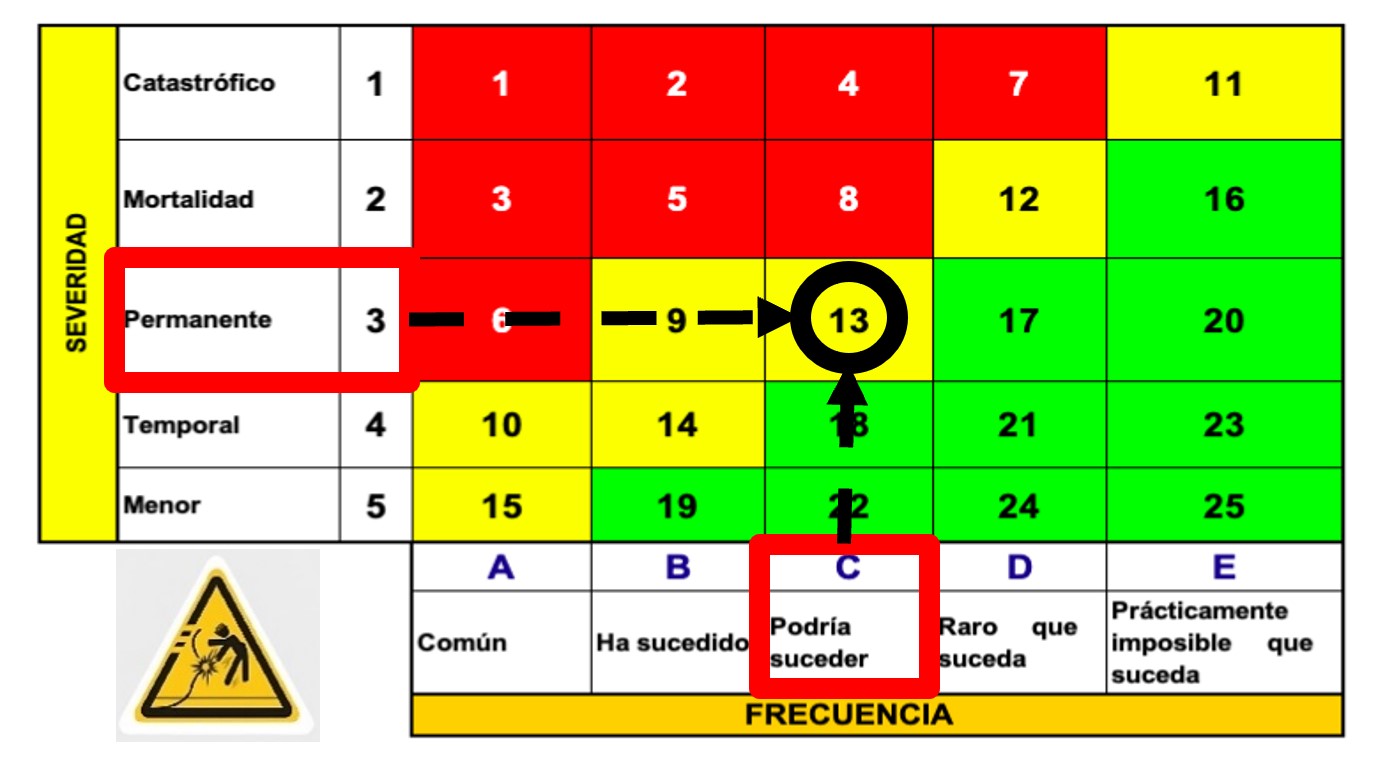 SEVERIDAD
Catastrófico 1 1 2 4 7 11
Mortalidad 2 3 5 8 12 16
Permanente 3 6 9 13 17 20
Temporal 4 10 14 18 21 23
Menor 5 15 19 22 24 25
A B C D E
Común
Ha sucedido
Podría
suceder
Raro que
suceda
Prácticamente
imposible que
suceda
FRECUENCIA